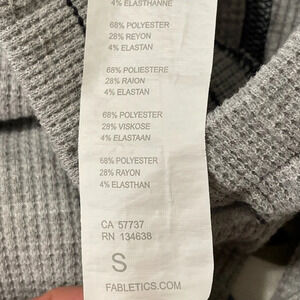 4% ELASTHANNE
68% POLYESTER
28% REYON
4% ELASTAN
68% POLIESTERE
28% RAION
4% ELASTAN
68% POLYESTER
28% VISKOSE
4% ELASTAAN
68% POLYESTER
28% RAYON
4% ELASTHAN
CA 57737
RN 134638
S
FABLETICS.COM